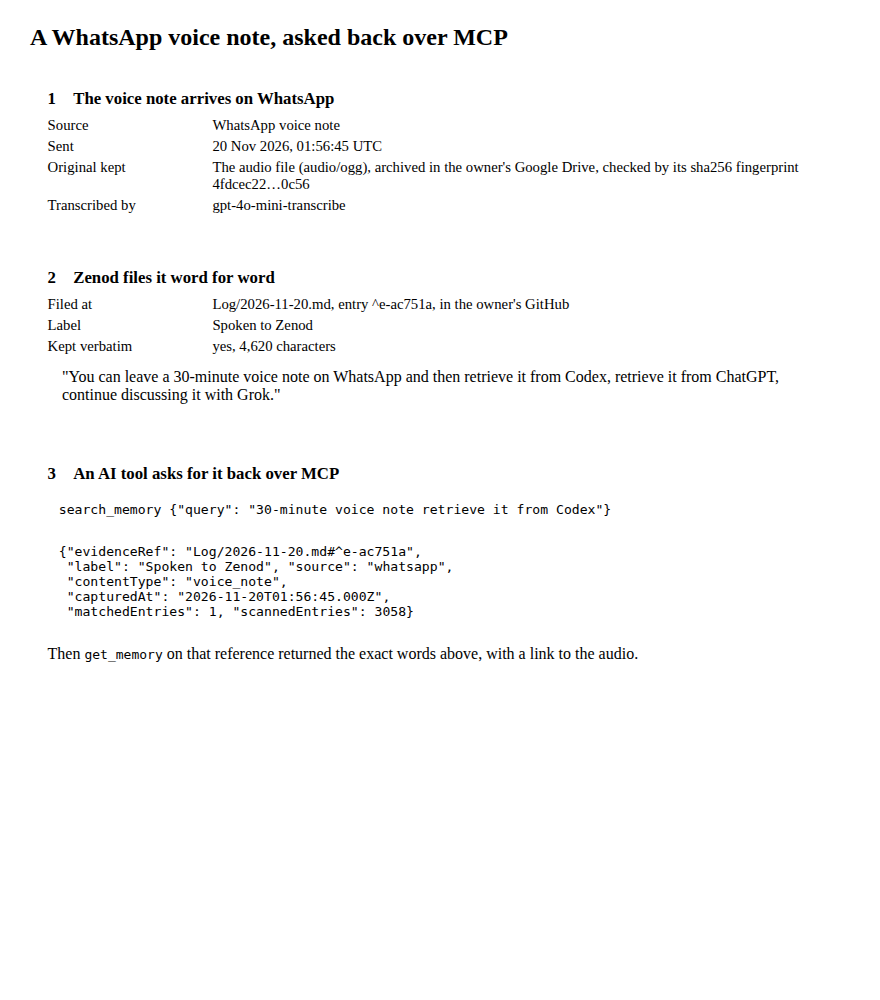 A WhatsApp voice note, asked back over MCP
1 The voice note arrives on WhatsApp
Source WhatsApp voice note
Sent 20 Nov 2026, 01:56:45 UTC
Original kept The audio file (audio/ogg), archived in the owner's Google Drive, checked by its sha256 fingerprint
4fdcec22…0c56
Transcribed by gpt-4o-mini-transcribe
2 Zenod files it word for word
Filed at Log/2026-11-20.md, entry ^e-ac751a, in the owner's GitHub
Label Spoken to Zenod
Kept verbatim yes, 4,620 characters
"You can leave a 30-minute voice note on WhatsApp and then retrieve it from Codex, retrieve it from ChatGPT,
continue discussing it with Grok."
3 An AI tool asks for it back over MCP
search_memory {"query": "30-minute voice note retrieve it from Codex"}
{"evidenceRef": "Log/2026-11-20.md#^e-ac751a",
"label": "Spoken to Zenod", "source": "whatsapp",
"contentType": "voice_note",
"capturedAt": "2026-11-20T01:56:45.000Z",
"matchedEntries": 1, "scannedEntries": 3058}
Then get_memory on that reference returned the exact words above, with a link to the audio.